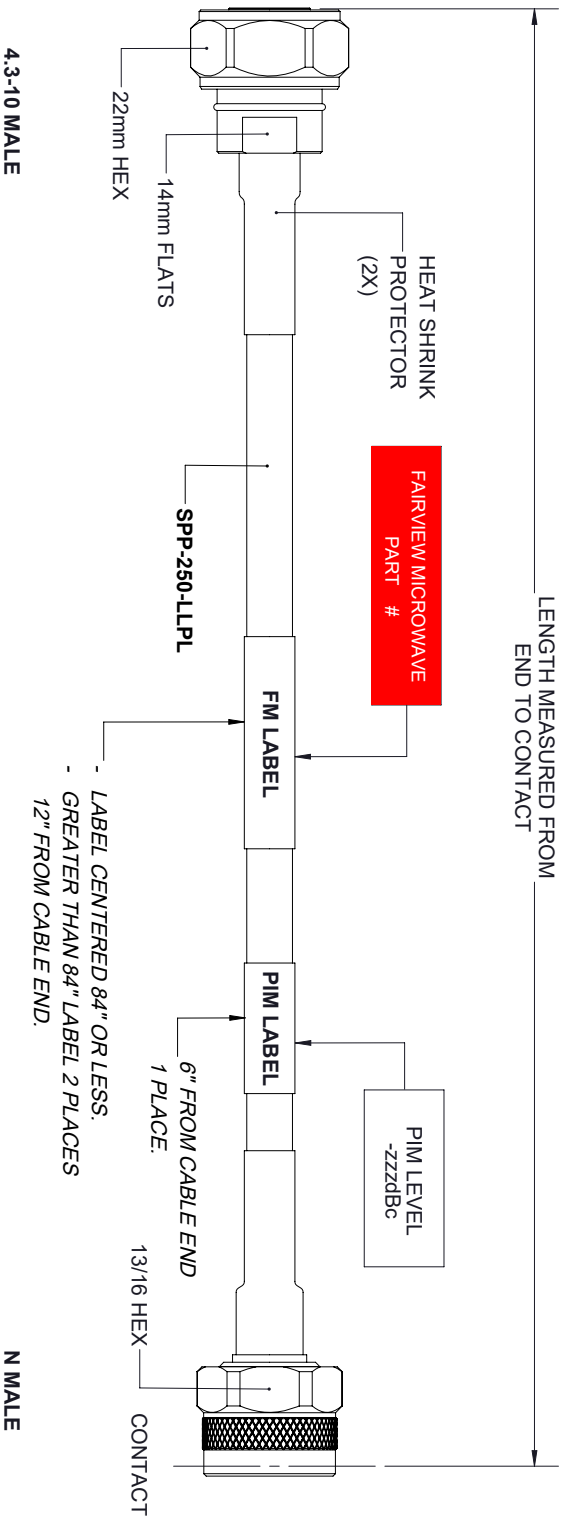 LENGTH MEASURED FROM
END TO CONTACT
HEAT SHRINK
PROTECTOR
(2X)
FAIRVIEW MICROWAVE
PART #
PIM LEVEL
-zzzdBc
14mm FLATS
22mm HEX
SPP-250-LLPL
FM LABEL
PIM LABEL
- LABEL CENTERED 84" OR LESS.
- GREATER THAN 84" LABEL 2 PLACES
12" FROM CABLE END.
6" FROM CABLE END
1 PLACE.
13/16 HEX
CONTACT
4.3-10 MALE
N MALE